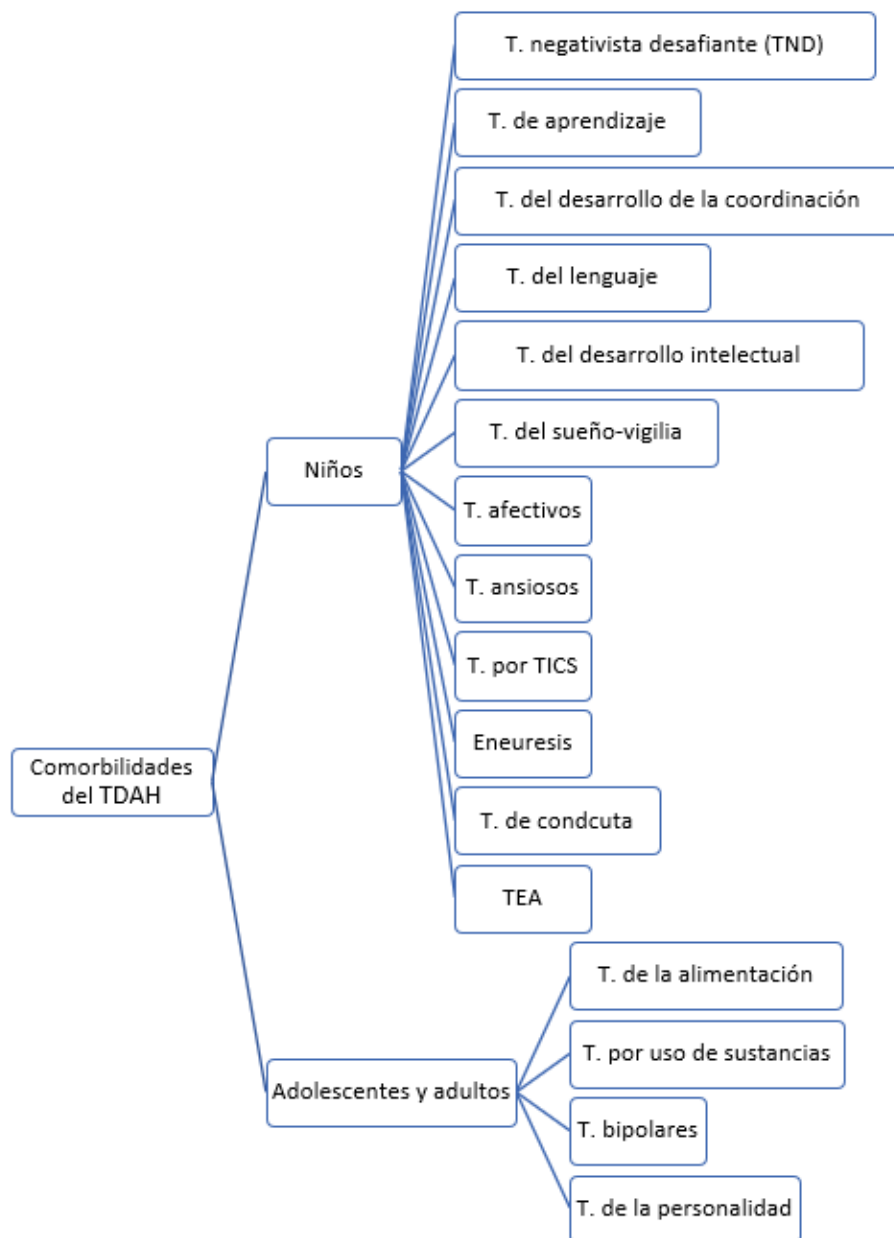 T. negativista desafiante (TND)
T. de aprendizaje
T. del desarrollo de la coordinación
T. del lenguaje
T. del desarrollo intelectual
T. del sueño-vigilia
Niños
T. afectivos
T. ansiosos
T. por TICS
Eneuresis
Comorbilidades
del TDAH
T. de condcuta
TEA
T. de la alimentación
T. por uso de sustancias
Adolescentes y adultos
T. bipolares
T. de la personalidad